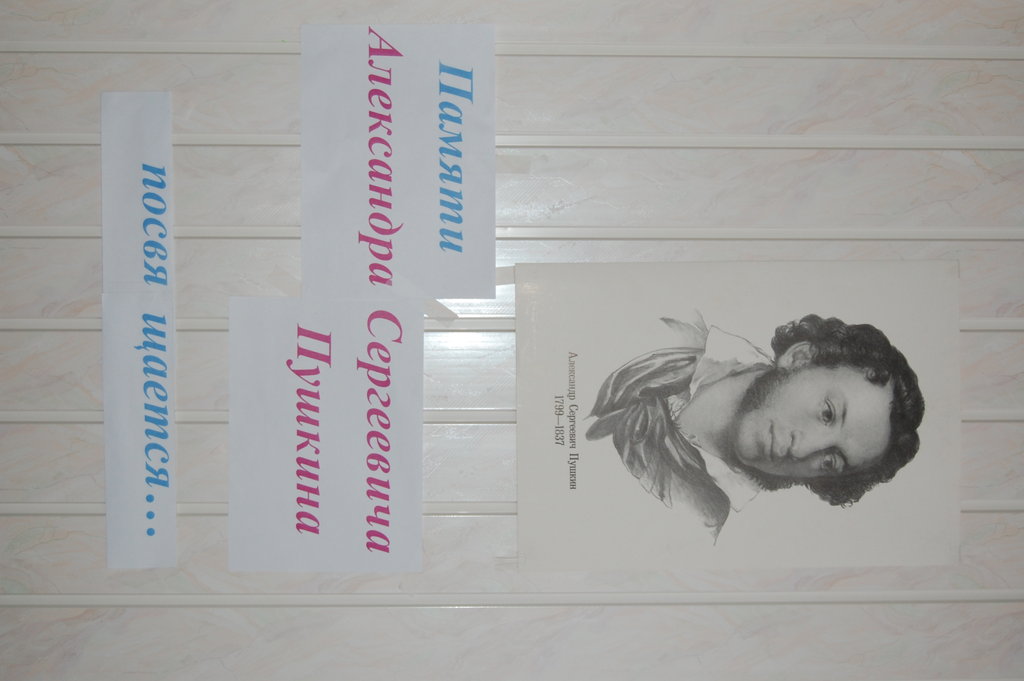 Александр Сергеевич Пушкин
1799—1837
Памяти
Александра Сергеевича
Пушкина
посвя щается...